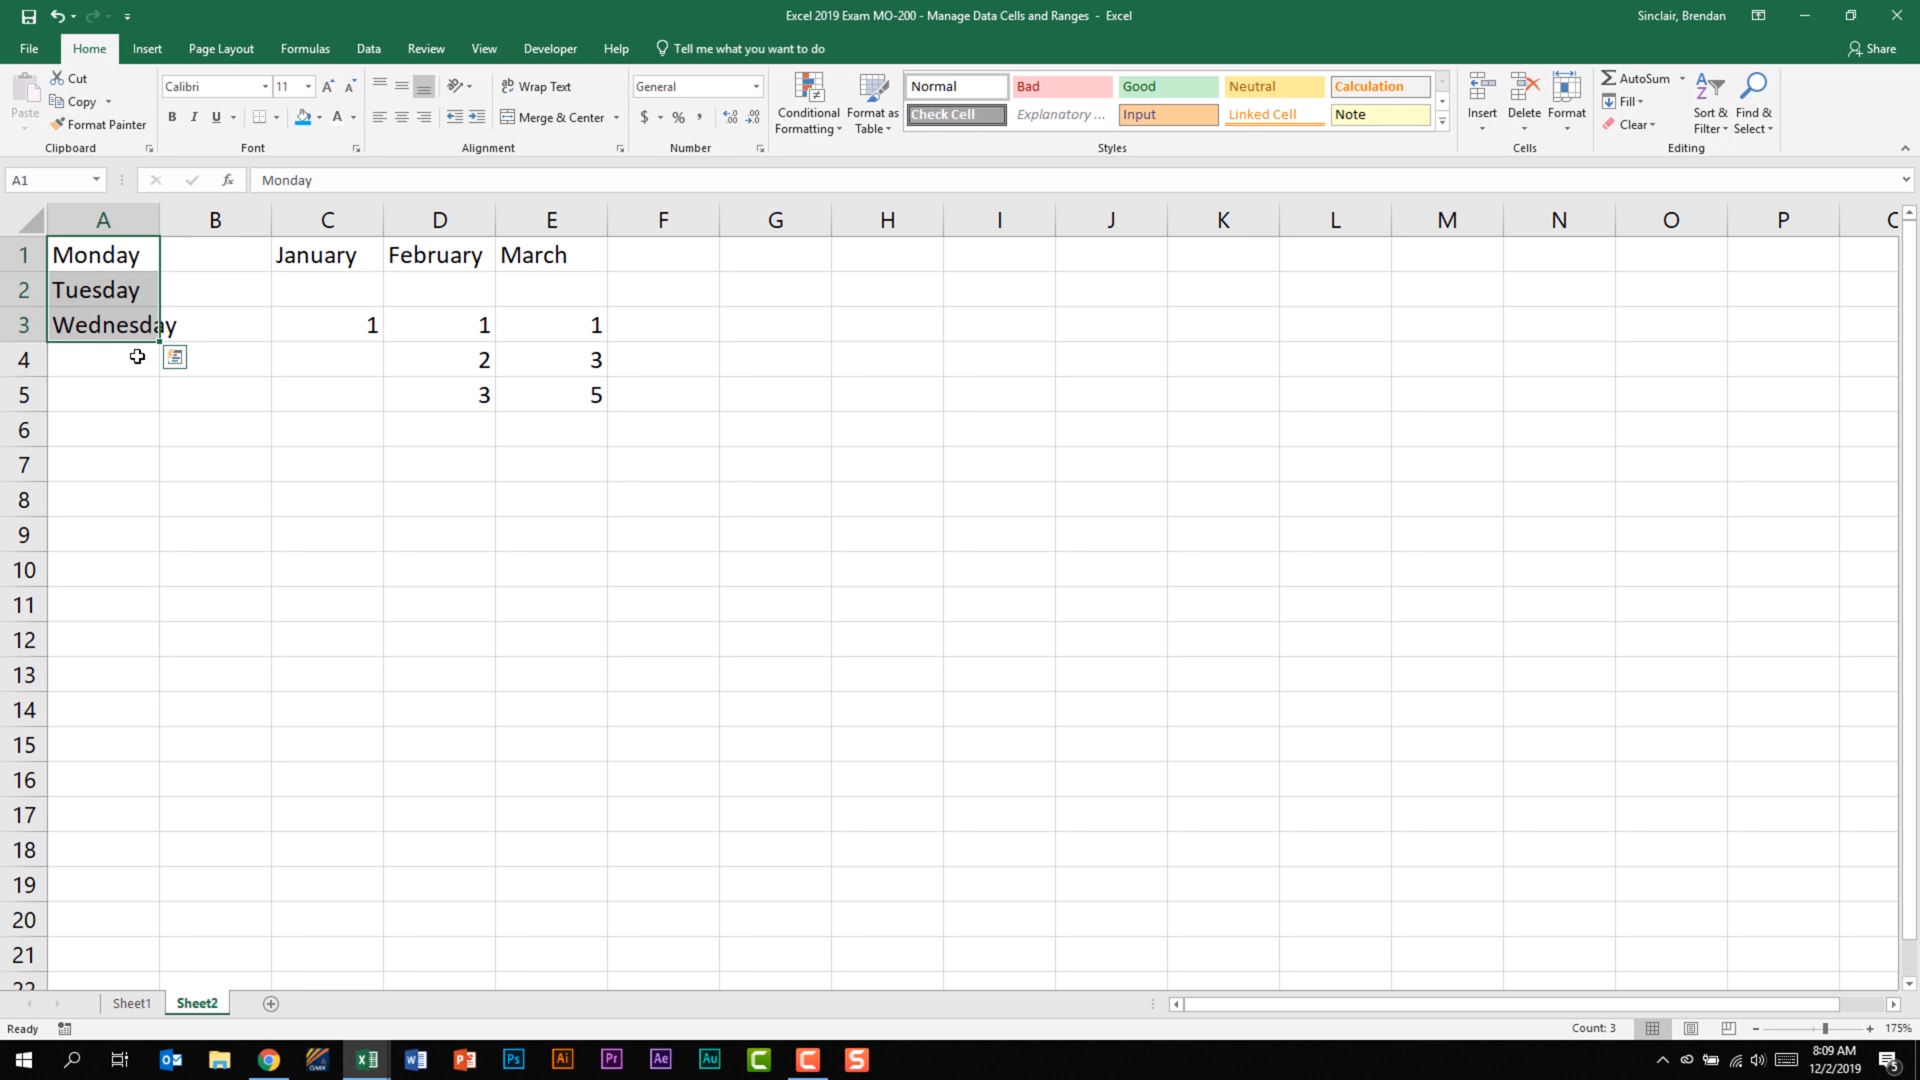 Excel 2019 Exam MO-200 - Manage Data Cells and Ranges - Excel
Sinclair, Brendan
File Home Insert Page Layout Formulas Data Review View Developer Help Tell me what you want to do Share
Paste
Cut
Copy
Format Painter
Clipboard
Calibri 11
B I U
Font
Wrap Text
Merge & Center
Alignment
General
$ % ,
Number
Conditional Formatting
Format as Table
Normal Bad Good Neutral Calculation
Check Cell Explanatory ... Input Linked Cell Note
Styles
Insert Delete Format
Cells
AutoSum
Fill
Clear
Sort & Filter
Find & Select
Editing
A1 fx Monday
A B C D E F G H I J K L M N O P
1 Monday January February March
2 Tuesday
3 Wednesday 1 1 1
4 2 3
5 3 5
6
7
8
9
10
11
12
13
14
15
16
17
18
19
20
21
22
Sheet1 Sheet2
Ready Count: 3 175%
8:09 AM
12/2/2019
5